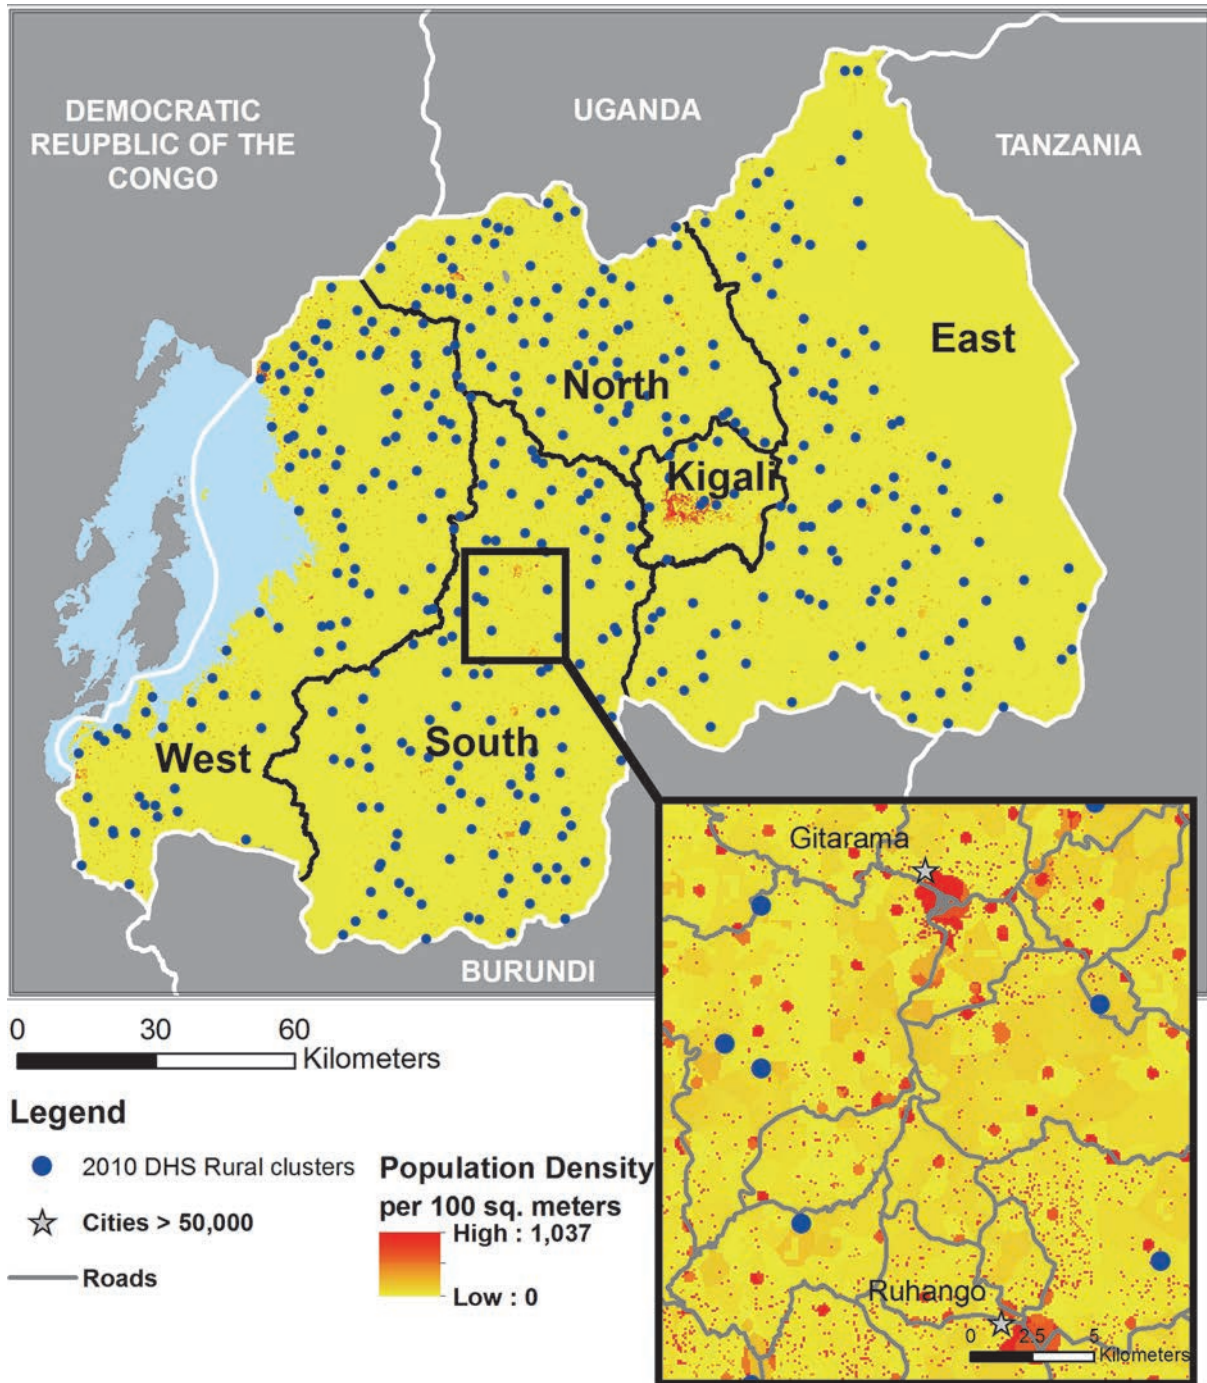 DEMOCRATIC
REUPBLIC OF THE
CONGO
UGANDA
TANZANIA
East
North
Kigali
West
South
BURUNDI
Gitarama
Ruhango
0 2.5 5
Kilometers
0 30 60
Kilometers
Legend
2010 DHS Rural clusters
Cities > 50,000
Roads
Population Density
per 100 sq. meters
High : 1,037
Low : 0